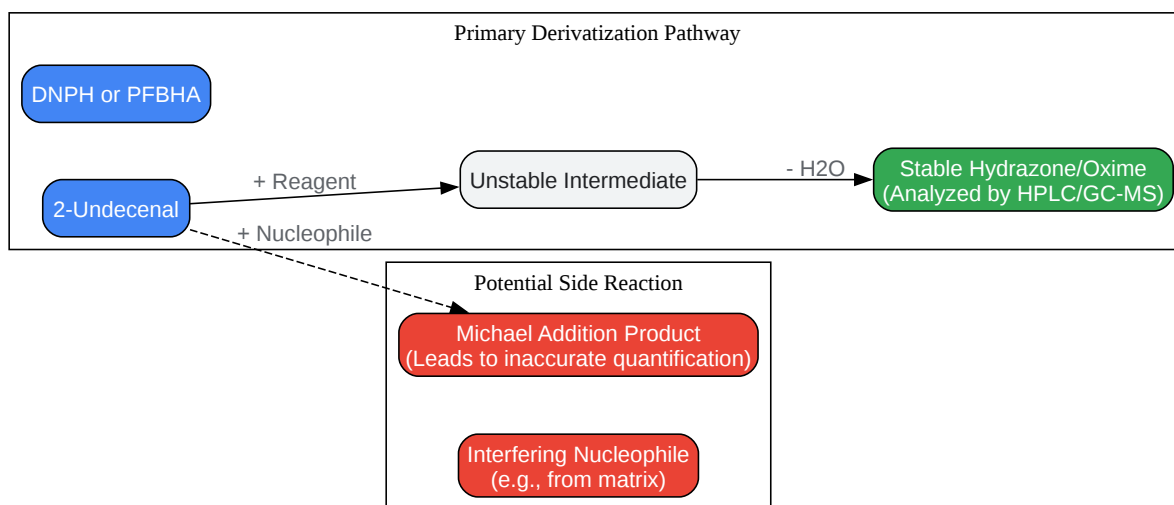 Primary Derivatization Pathway
DNPH or PFBHA
2-Undecenal
+ Reagent
Unstable Intermediate
- H2O
Stable Hydrazone/Oxime
(Analyzed by HPLC/GC-MS)
+ Nucleophile
Potential Side Reaction
Michael Addition Product
(Leads to inaccurate quantification)
Interfering Nucleophile
(e.g., from matrix)